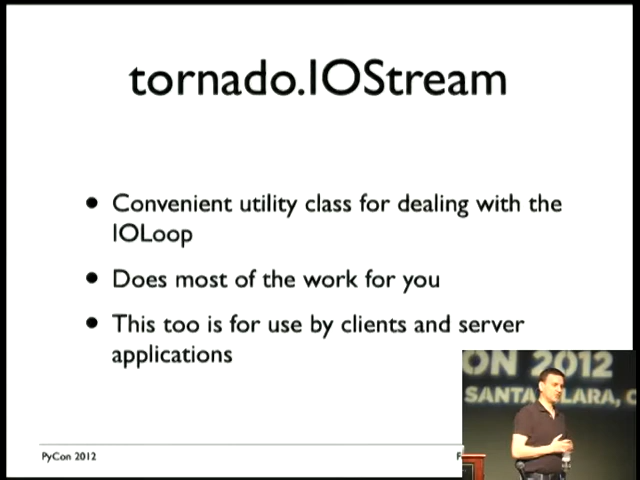 tornado.IOStream
• Convenient utility class for dealing with the
IOLoop
• Does most of the work for you
• This too is for use by clients and server
applications
ON 2012
SANTA CLARA, C
PyCon 2012